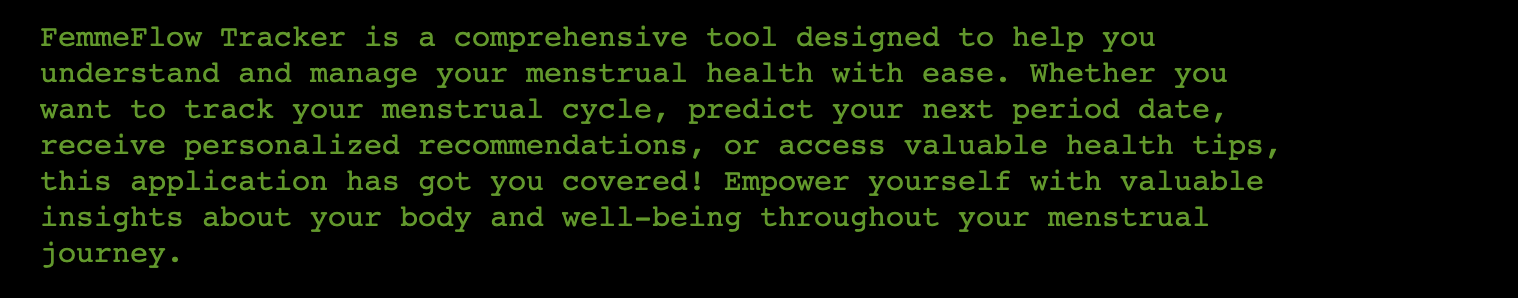 FemmeFlow Tracker is a comprehensive tool designed to help you
understand and manage your menstrual health with ease. Whether you
want to track your menstrual cycle, predict your next period date,
receive personalized recommendations, or access valuable health tips,
this application has got you covered! Empower yourself with valuable
insights about your body and well-being throughout your menstrual
journey.